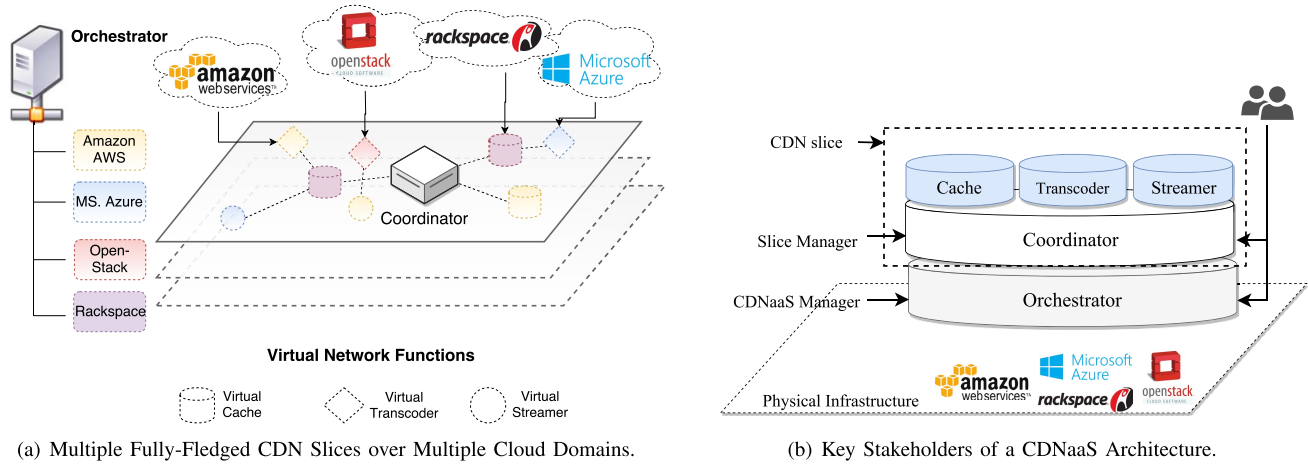 Orchestrator
amazon
webservices™
openstack
CLOUD SOFTWARE
rackspace
Microsoft
Azure
Amazon
AWS
MS. Azure
Open-
Stack
Rackspace
Coordinator
Virtual Network Functions
Virtual
Cache
Virtual
Transcoder
Virtual
Streamer
(a) Multiple Fully-Fledged CDN Slices over Multiple Cloud Domains.
CDN slice
Cache
Transcoder
Streamer
Slice Manager
Coordinator
CDNaaS Manager
Orchestrator
Physical Infrastructure
amazon
webservices™
Microsoft
Azure
rackspace
openstack
CLOUD SOFTWARE
(b) Key Stakeholders of a CDNaaS Architecture.